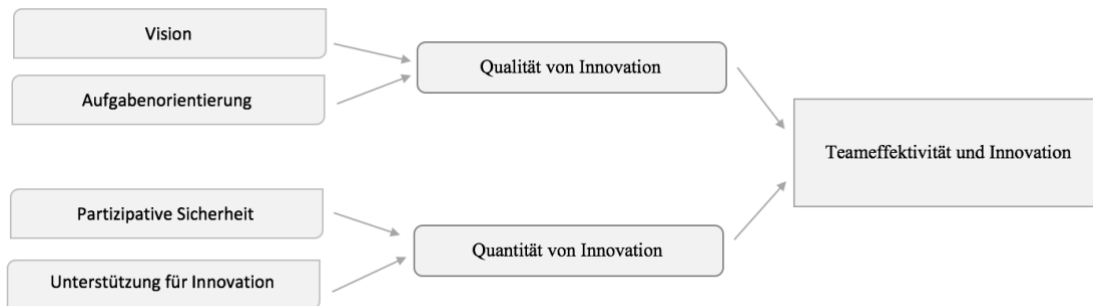 Vision
Aufgabenorientierung
Qualität von Innovation
Teameffektivität und Innovation
Partizipative Sicherheit
Unterstützung für Innovation
Quantität von Innovation